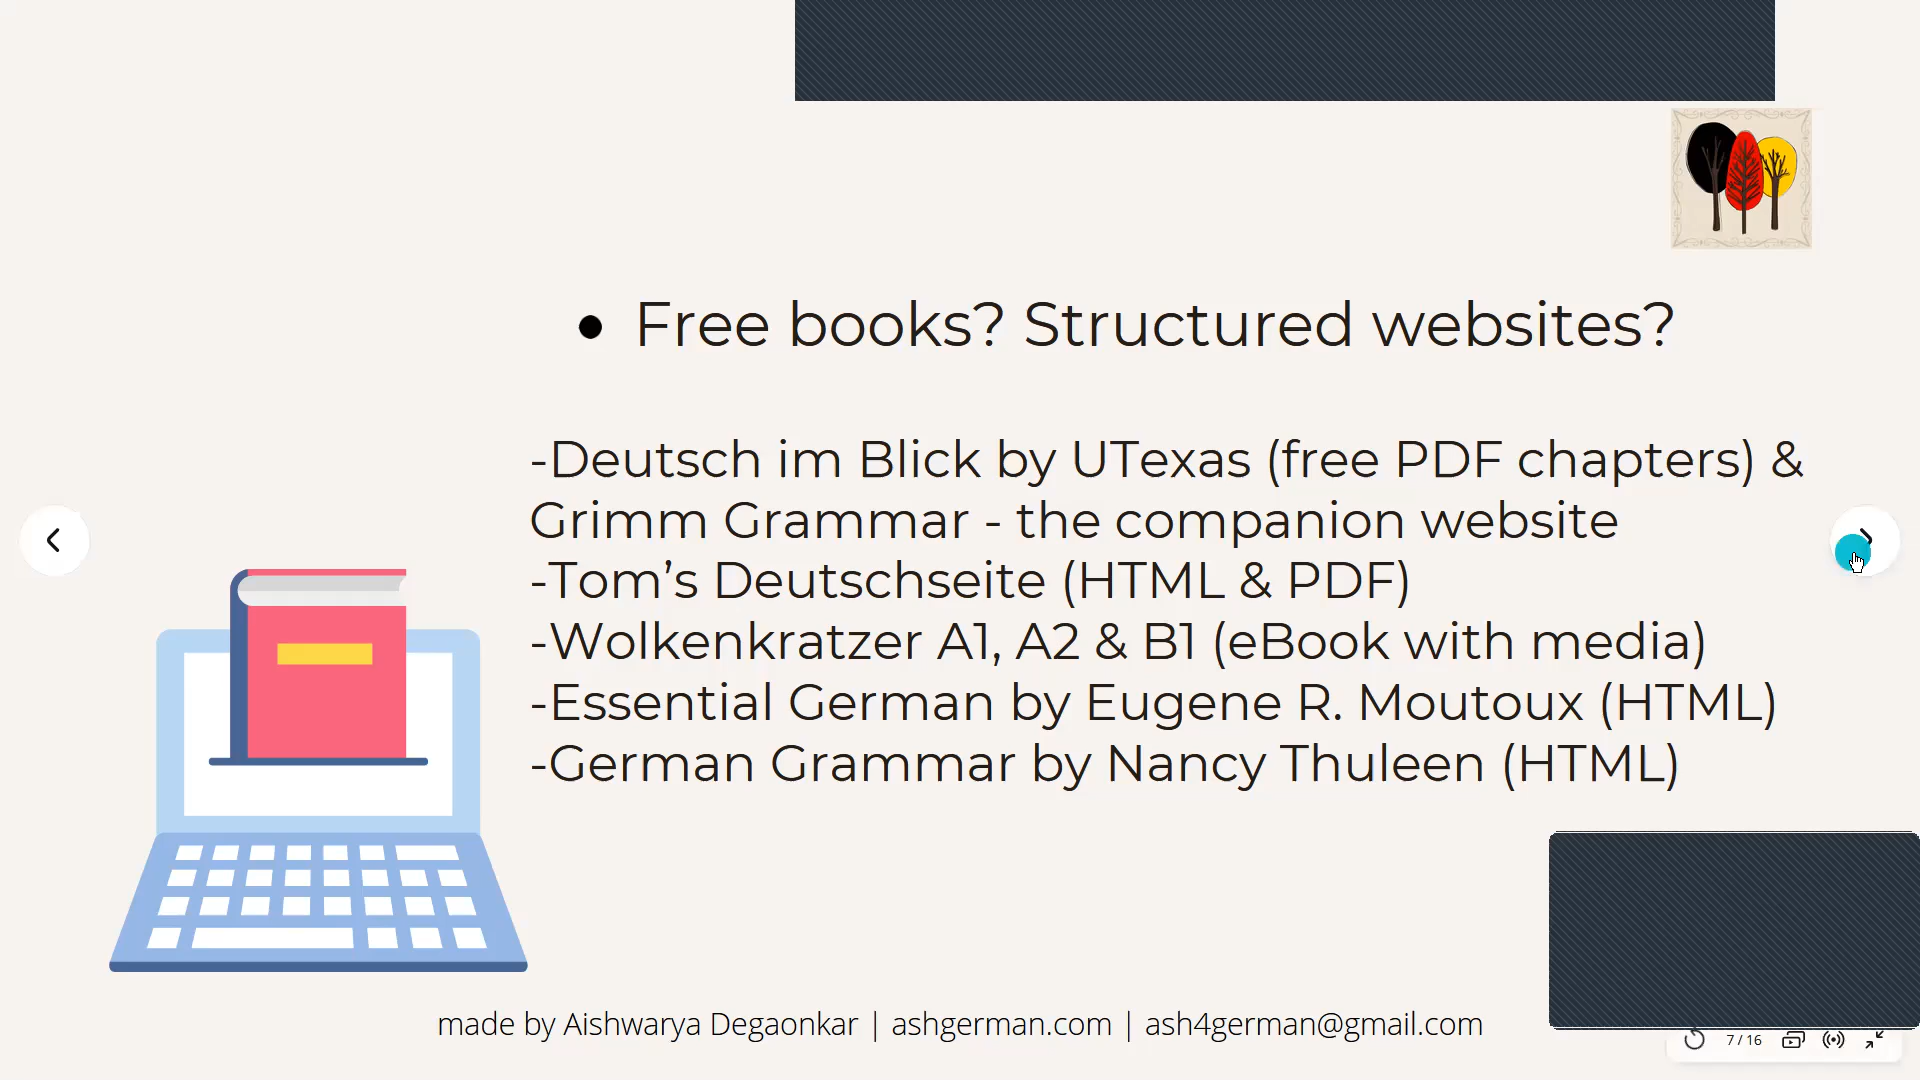 ● Free books? Structured websites?
-Deutsch im Blick by UTexas (free PDF chapters) &
Grimm Grammar - the companion website
-Tom’s Deutschseite (HTML & PDF)
-Wolkenkratzer A1, A2 & B1 (eBook with media)
-Essential German by Eugene R. Moutoux (HTML)
-German Grammar by Nancy Thuleen (HTML)
made by Aishwarya Degaonkar | ashgerman.com | ash4german@gmail.com
7 / 16